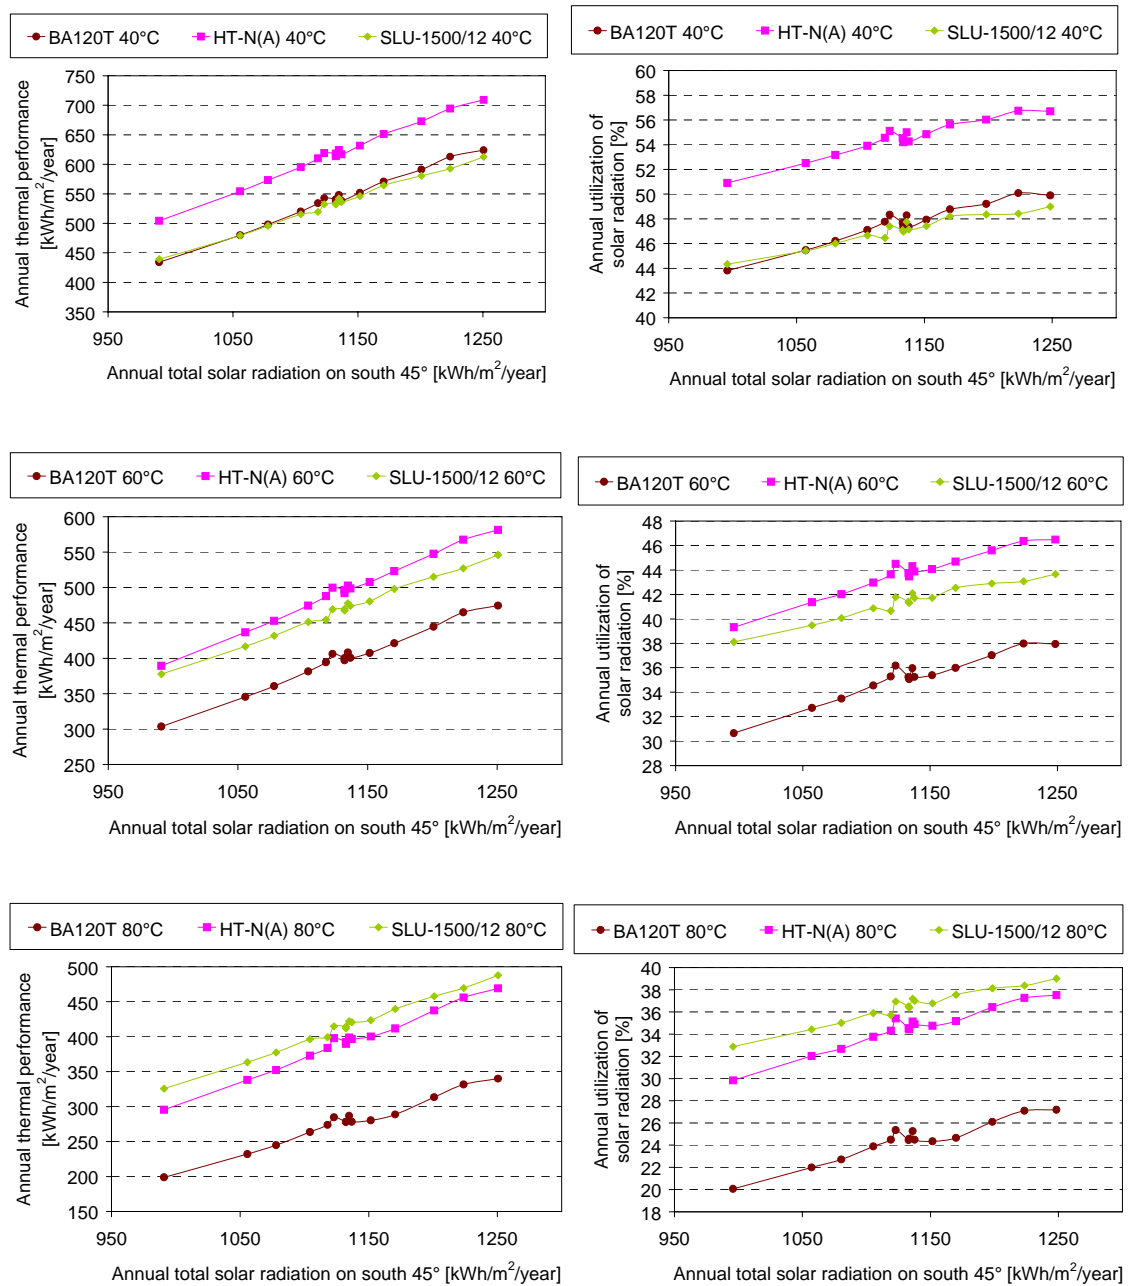 BA120T 40°C HT-N(A) 40°C SLU-1500/12 40°C
Annual thermal performance
[kWh/m²/year]
750
700
650
600
550
500
450
400
350
950 1050 1150 1250
Annual total solar radiation on south 45° [kWh/m²/year]
BA120T 40°C HT-N(A) 40°C SLU-1500/12 40°C
Annual utilization of
solar radiation [%]
60
58
56
54
52
50
48
46
44
42
40
950 1050 1150 1250
Annual total solar radiation on south 45° [kWh/m²/year]
BA120T 60°C HT-N(A) 60°C SLU-1500/12 60°C
Annual thermal performance
[kWh/m²/year]
600
550
500
450
400
350
300
250
950 1050 1150 1250
Annual total solar radiation on south 45° [kWh/m²/year]
BA120T 60°C HT-N(A) 60°C SLU-1500/12 60°C
Annual utilization of
solar radiation [%]
48
46
44
42
40
38
36
34
32
30
28
950 1050 1150 1250
Annual total solar radiation on south 45° [kWh/m²/year]
BA120T 80°C HT-N(A) 80°C SLU-1500/12 80°C
Annual thermal performance
[kWh/m²/year]
500
450
400
350
300
250
200
150
950 1050 1150 1250
Annual total solar radiation on south 45° [kWh/m²/year]
BA120T 80°C HT-N(A) 80°C SLU-1500/12 80°C
Annual utilization of
solar radiation [%]
40
38
36
34
32
30
28
26
24
22
20
18
950 1050 1150 1250
Annual total solar radiation on south 45° [kWh/m²/year]